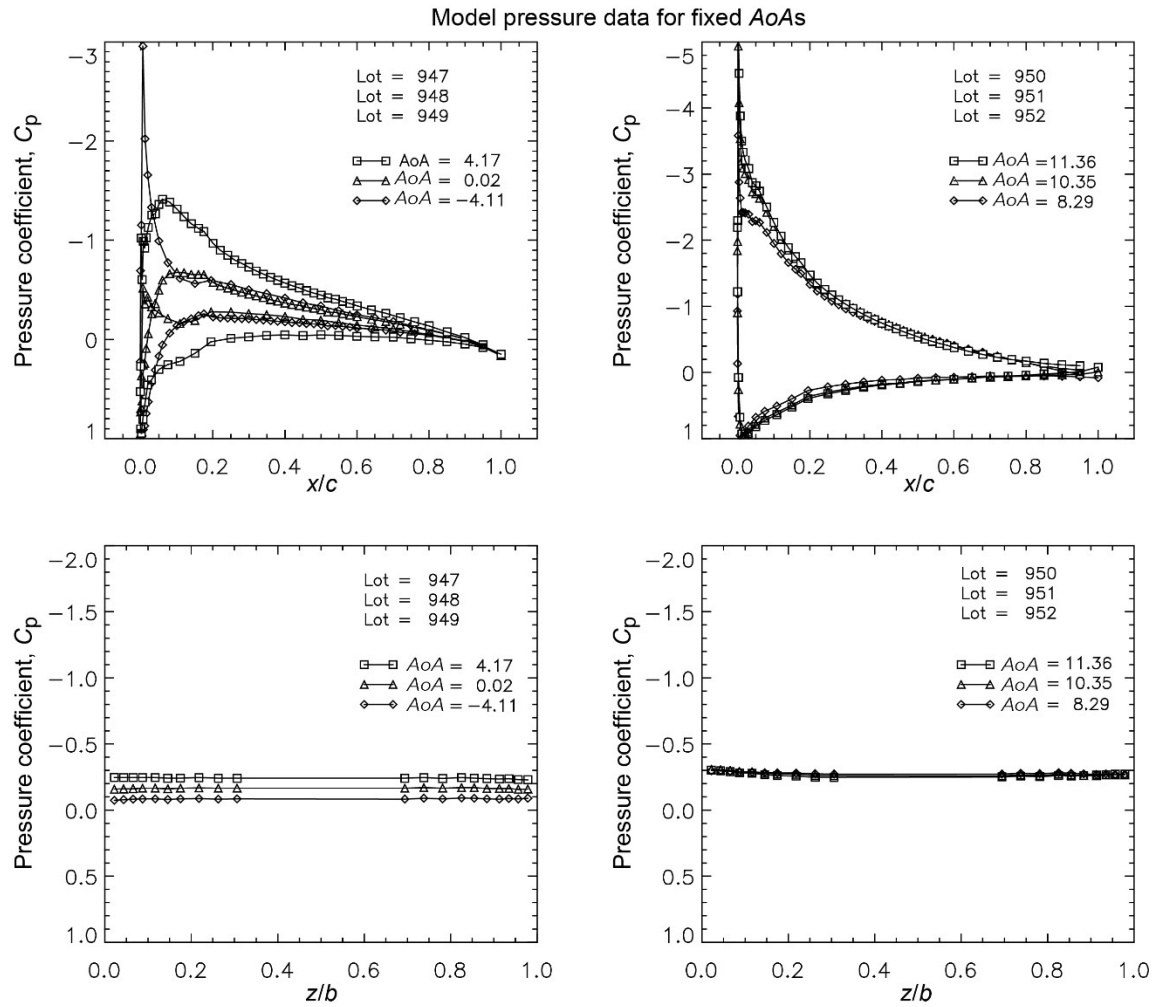 Model pressure data for fixed AoAs
Pressure coefficient, Cp
−3
−2
−1
0
1
Lot = 947
Lot = 948
Lot = 949
AoA = 4.17
AoA = 0.02
AoA = −4.11
0.0 0.2 0.4 0.6 0.8 1.0
x/c
Pressure coefficient, Cp
−5
−4
−3
−2
−1
0
1
Lot = 950
Lot = 951
Lot = 952
AoA = 11.36
AoA = 10.35
AoA = 8.29
0.0 0.2 0.4 0.6 0.8 1.0
x/c
Pressure coefficient, Cp
−2.0
−1.5
−1.0
−0.5
0.0
0.5
1.0
Lot = 947
Lot = 948
Lot = 949
AoA = 4.17
AoA = 0.02
AoA = −4.11
0.0 0.2 0.4 0.6 0.8 1.0
z/b
Pressure coefficient, Cp
−2.0
−1.5
−1.0
−0.5
0.0
0.5
1.0
Lot = 950
Lot = 951
Lot = 952
AoA = 11.36
AoA = 10.35
AoA = 8.29
0.0 0.2 0.4 0.6 0.8 1.0
z/b